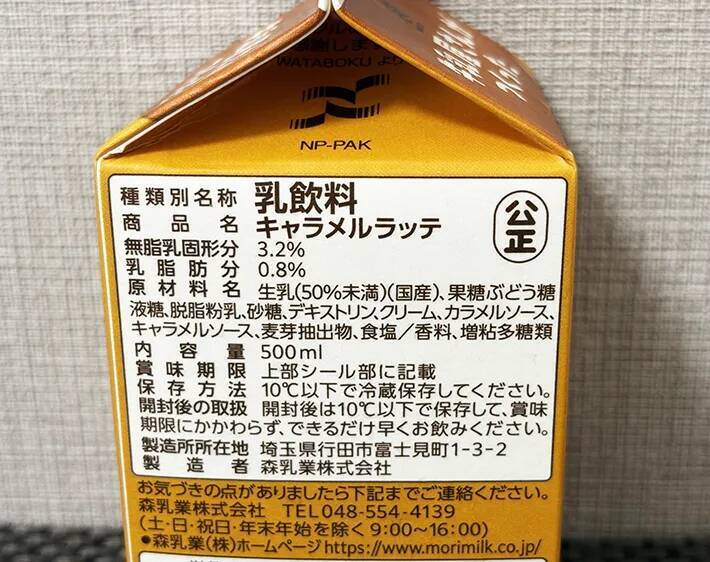 感謝します
WATABOKU より
NP-PAK
種類別名称 乳飲料
商品名 キャラメルラッテ
公正
無脂乳固形分 3.2%
乳脂肪分 0.8%
原材料名 生乳(50%未満)(国産)、果糖ぶどう糖
液糖、脱脂粉乳、砂糖、デキストリン、クリーム、カラメルソース、
キャラメルソース、麦芽抽出物、食塩/香料、増粘多糖類
内容量 500ml
賞味期限 上部シール部に記載
保存方法 10℃以下で冷蔵保存してください。
開封後の取扱 開封後は10℃以下で保存して、賞味
期限にかかわらず、できるだけ早くお飲みください。
製造所所在地 埼玉県行田市富士見町1-3-2
製造者 森乳業株式会社
お気づきの点がありましたら下記までご連絡ください。
森乳業株式会社 TEL048-554-4139
(土・日・祝日・年末年始を除く 9:00〜16:00)
●森乳業(株)ホームページhttps://www.morimilk.co.jp/